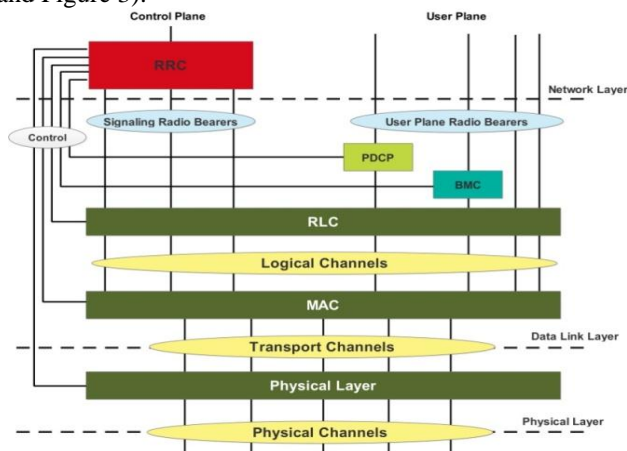 and Figure 3).
Control Plane
User Plane
RRC
Network Layer
Signaling Radio Bearers
User Plane Radio Bearers
Control
PDCP
BMC
RLC
Logical Channels
MAC
Data Link Layer
Transport Channels
Physical Layer
Physical Layer
Physical Channels